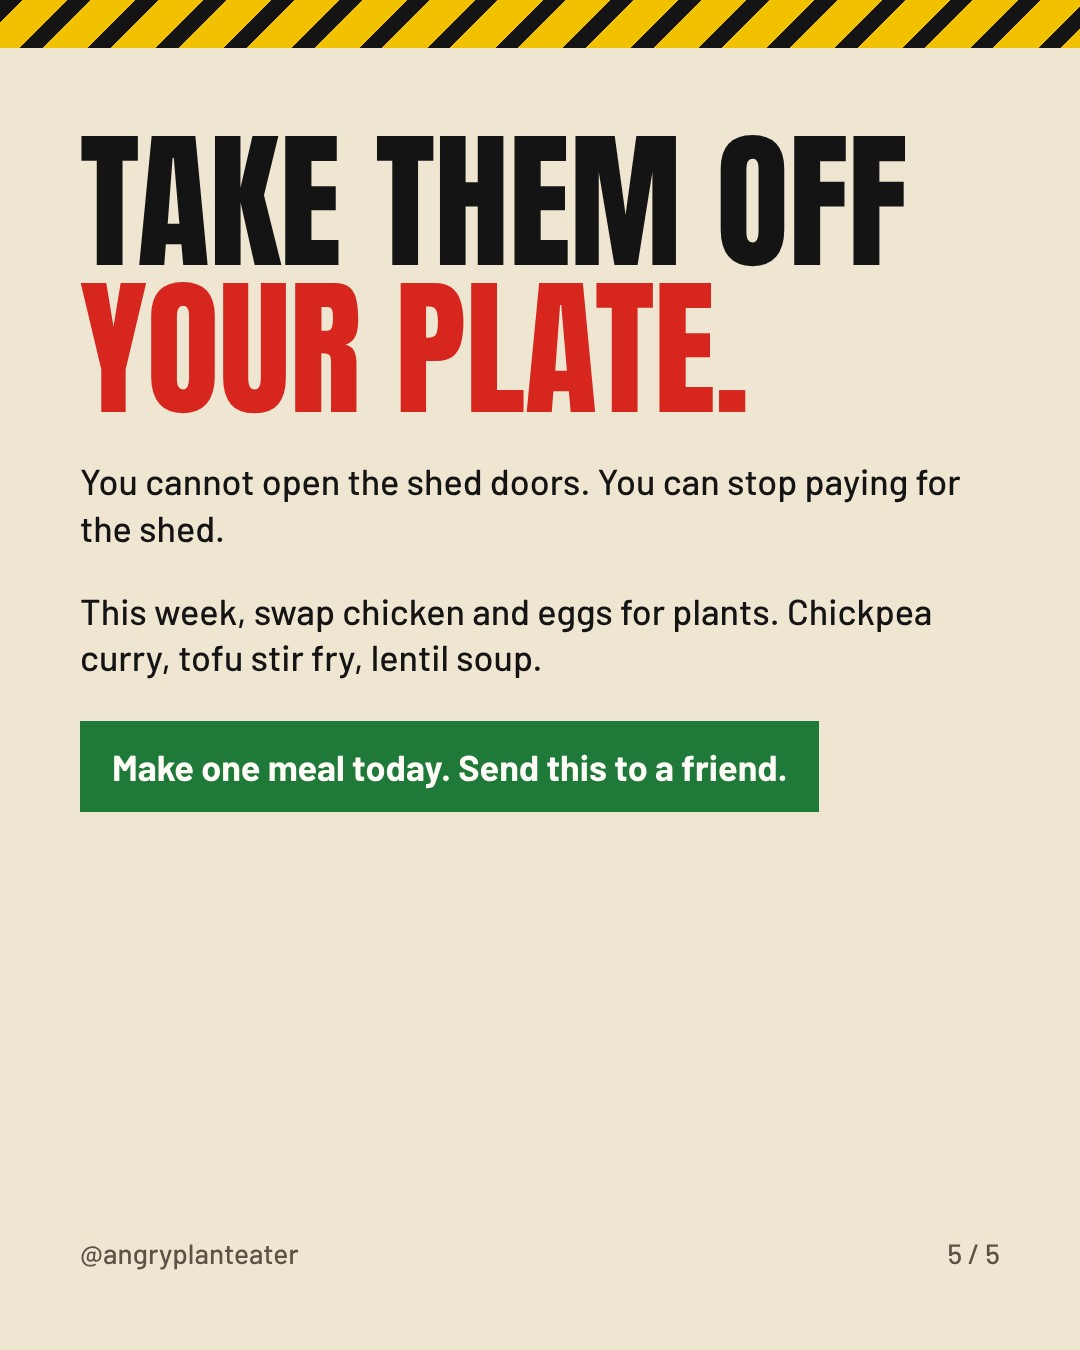 TAKE THEM OFF
YOUR PLATE.
You cannot open the shed doors. You can stop paying for
the shed.
This week, swap chicken and eggs for plants. Chickpea
curry, tofu stir fry, lentil soup.
Make one meal today. Send this to a friend.
@angryplanteater
5 / 5